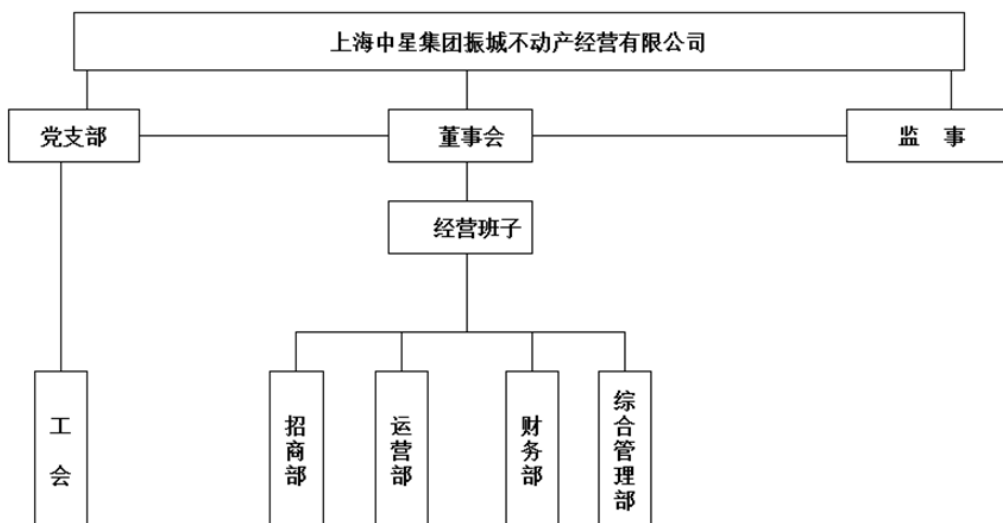 上海中星集团振城不动产经营有限公司
党支部
董事会
监 事
经营班子
工会
招商部
运营部
财务部
综合管理部